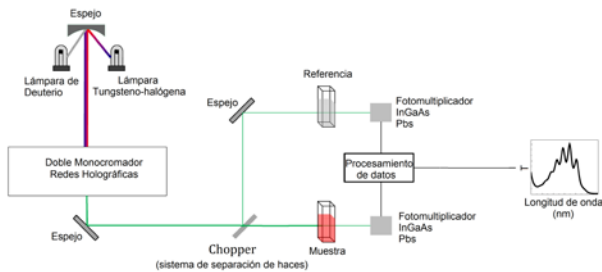 Espejo
Lámpara de
Deuterio
Lámpara
Tungsteno-halógena
Doble Monocromador
Redes Holográficas
Espejo
Espejo
Referencia
Fotomultiplicador
InGaAs
Pbs
Procesamiento
de datos
Chopper
(sistema de separación de haces)
Muestra
Fotomultiplicador
InGaAs
Pbs
T
Longitud de onda
(nm)